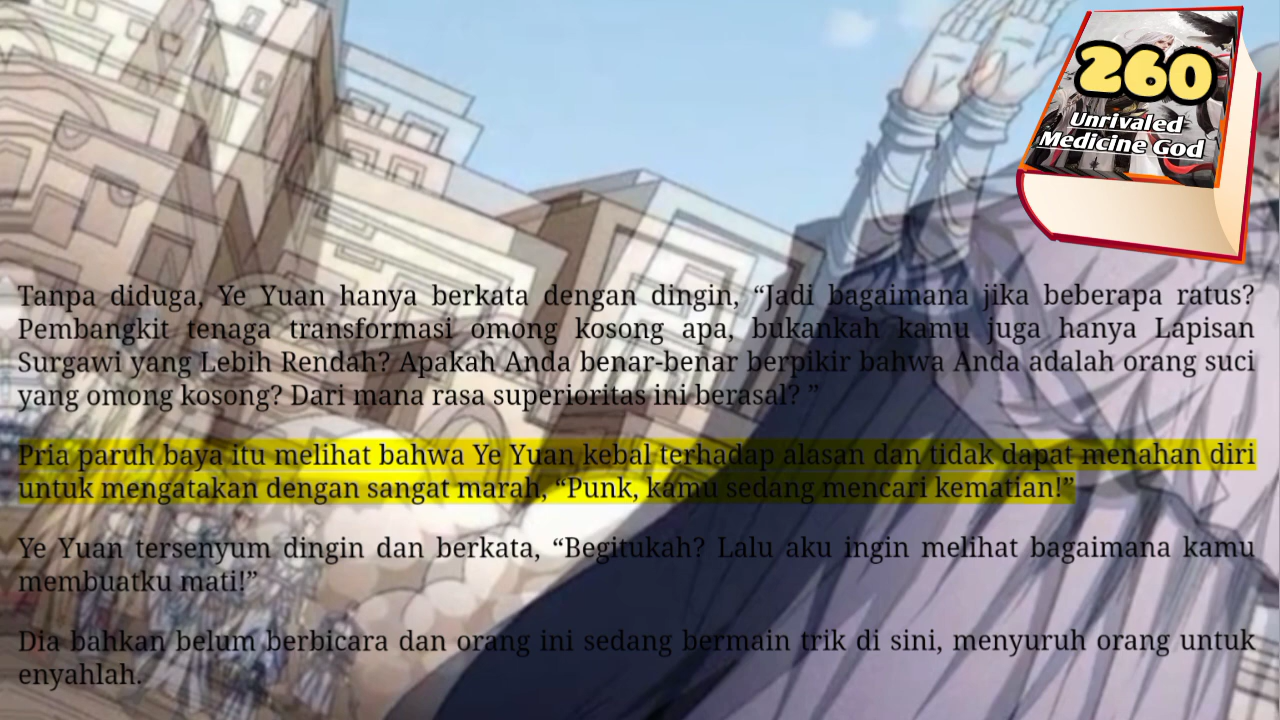 260
Unrivaled
Medicine God
Tanpa diduga, Ye Yuan hanya berkata dengan dingin, “Jadi bagaimana jika beberapa ratus?
Pembangkit tenaga transformasi omong kosong apa, bukankah kamu juga hanya Lapisan
Surgawi yang Lebih Rendah? Apakah Anda benar-benar berpikir bahwa Anda adalah orang suci
yang omong kosong? Dari mana rasa superioritas ini berasal? ”
Pria paruh baya itu melihat bahwa Ye Yuan kebal terhadap alasan dan tidak dapat menahan diri
untuk mengatakan dengan sangat marah, “Punk, kamu sedang mencari kematian!”
Ye Yuan tersenyum dingin dan berkata, “Begitukah? Lalu aku ingin melihat bagaimana kamu
membuatku mati!”
Dia bahkan belum berbicara dan orang ini sedang bermain trik di sini, menyuruh orang untuk
enyahlah.